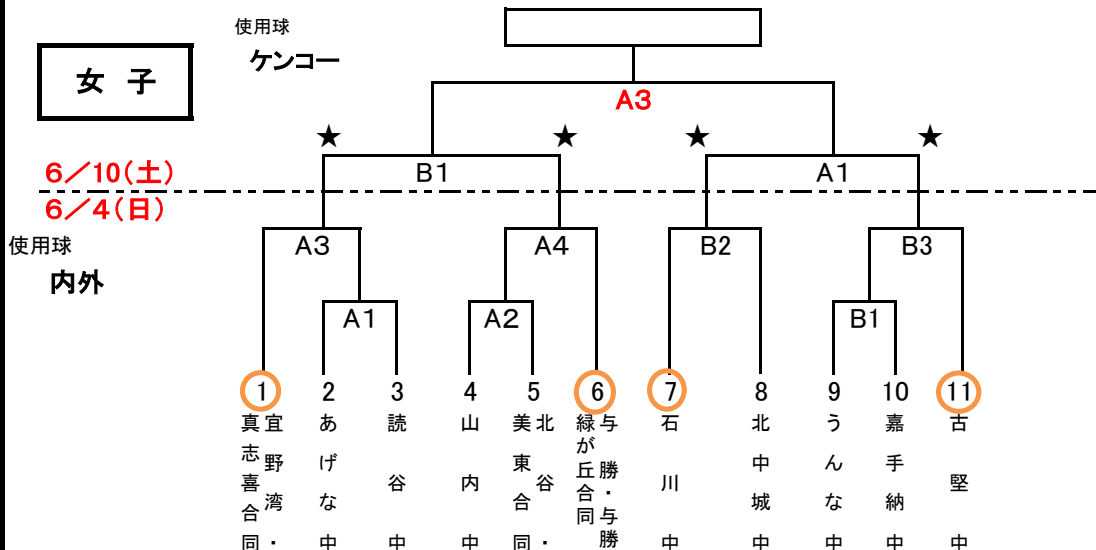 使用球
ケンコー
女 子
A3
★ ★ ★ ★
B1 A1
6/10(土)
6/4(日)
使用球
内外
A3 A4 B2 B3
A1 A2 B1
1 2 3 4 5 6 7 8 9 10 11
宜野湾・
真志喜合同
あげな中
読谷中
山内中
北谷・
美東合同
与勝・与勝
緑が丘合同
石川中
北中城中
うんな中
嘉手納中
古堅中